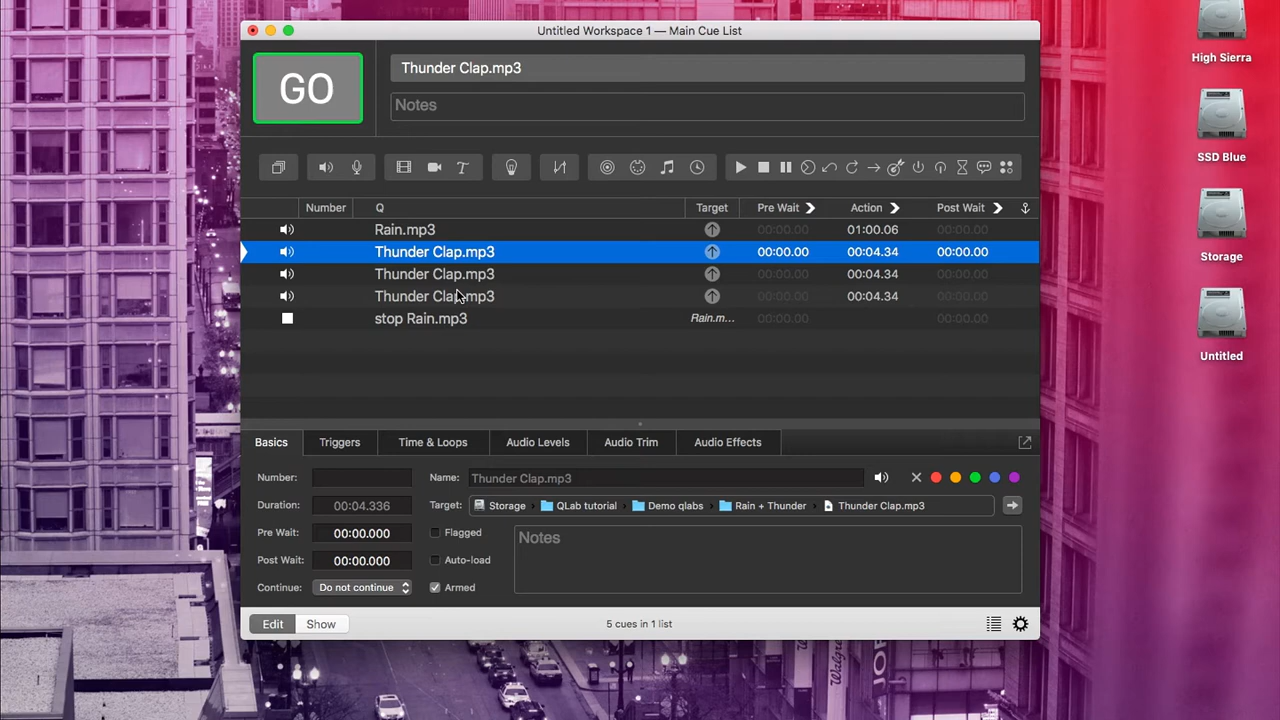 Untitled Workspace 1 — Main Cue List
GO
Thunder Clap.mp3
Notes
Number Q Target Pre Wait Action Post Wait
Rain.mp3 00:00.00 01:00.06 00:00.00
Thunder Clap.mp3 00:00.00 00:04.34 00:00.00
Thunder Clap.mp3 00:00.00 00:04.34 00:00.00
Thunder Clap.mp3 00:00.00 00:04.34 00:00.00
stop Rain.mp3 Rain.m... 00:00.00 00:00.00
Basics Triggers Time & Loops Audio Levels Audio Trim Audio Effects
Number: Name: Thunder Clap.mp3
Duration: 00:04.336 Target: Storage › QLab tutorial › Demo qlabs › Rain + Thunder › Thunder Clap.mp3
Pre Wait: 00:00.000 Flagged Notes
Post Wait: 00:00.000 Auto-load
Continue: Do not continue Armed
Edit Show 5 cues in 1 list
High Sierra
SSD Blue
Storage
Untitled